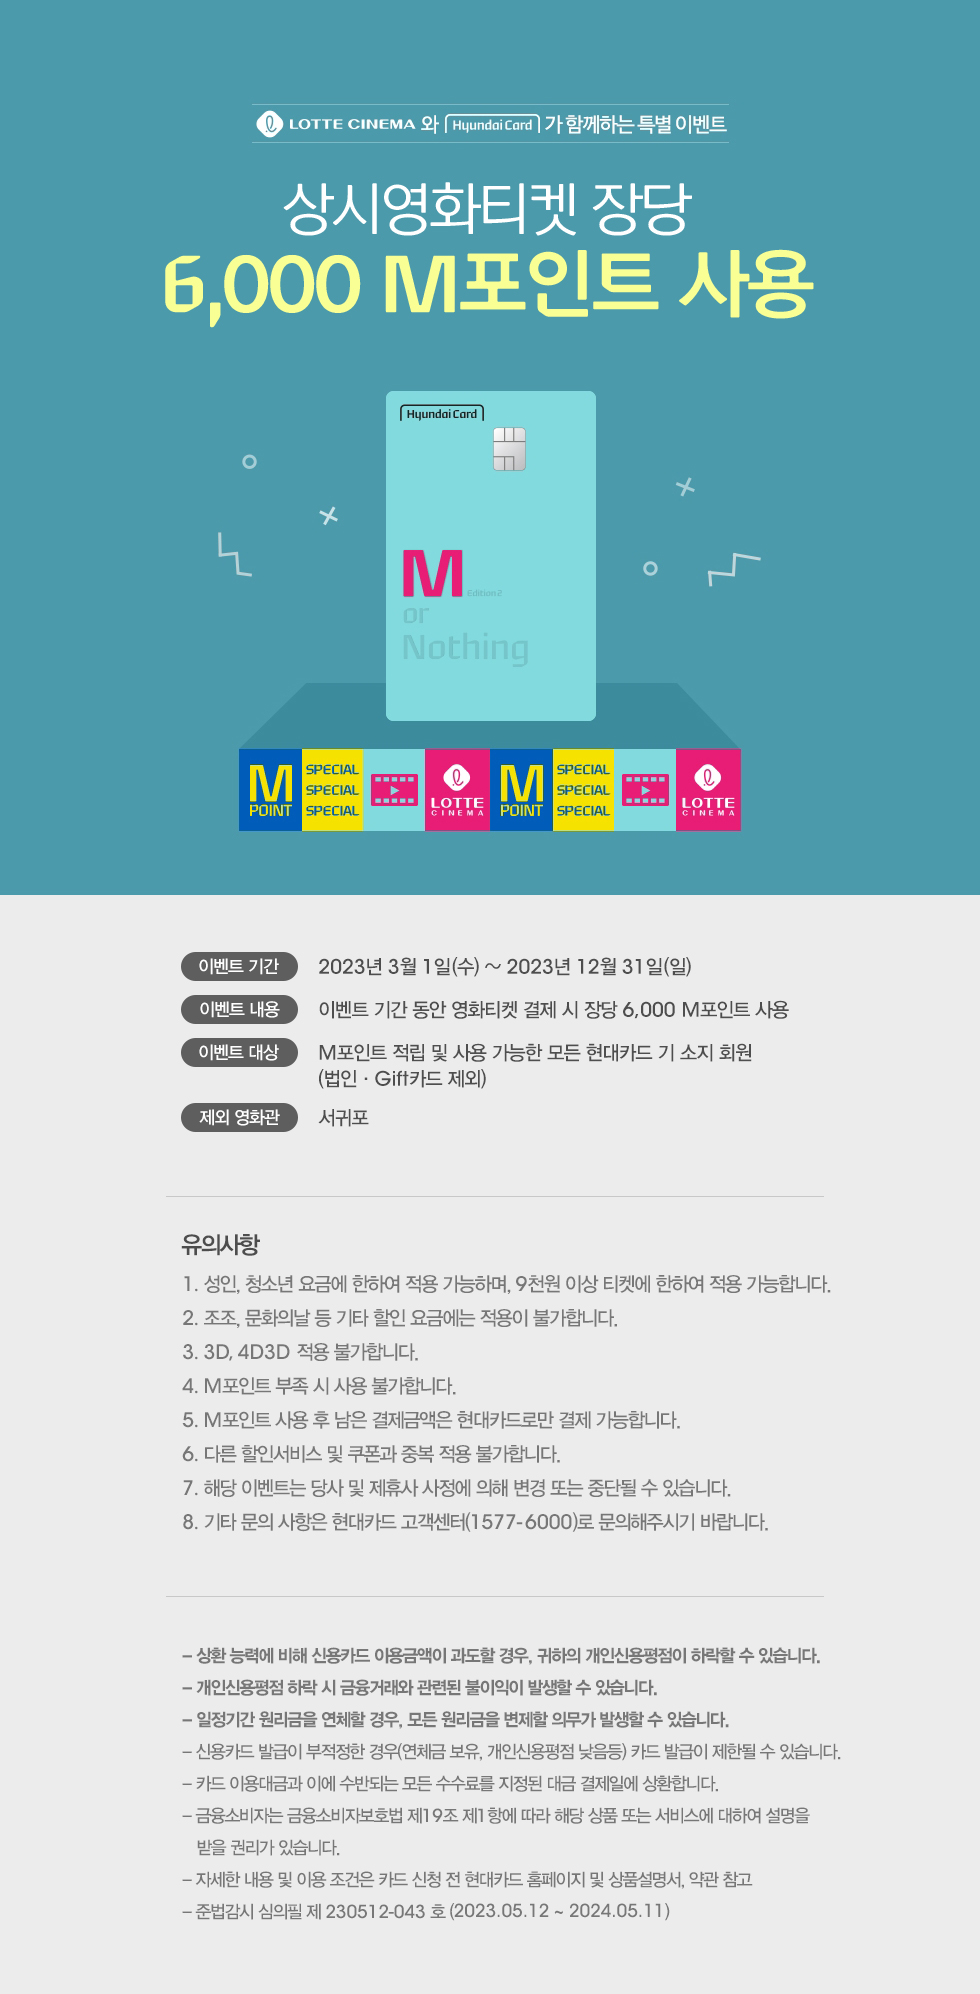 LOTTE CINEMA 와 Hyundai Card 가 함께하는 특별 이벤트
상시영화티켓 장당
6,000 M포인트 사용
Hyundai Card
M Edition2
or
Nothing
M POINT SPECIAL SPECIAL SPECIAL LOTTE CINEMA M POINT SPECIAL SPECIAL SPECIAL LOTTE CINEMA
이벤트 기간 2023년 3월 1일(수) ~ 2023년 12월 31일(일)
이벤트 내용 이벤트 기간 동안 영화티켓 결제 시 장당 6,000 M포인트 사용
이벤트 대상 M포인트 적립 및 사용 가능한 모든 현대카드 기 소지 회원
(법인 · Gift카드 제외)
제외 영화관 서귀포
유의사항
1. 성인, 청소년 요금에 한하여 적용 가능하며, 9천원 이상 티켓에 한하여 적용 가능합니다.
2. 조조, 문화의날 등 기타 할인 요금에는 적용이 불가합니다.
3. 3D, 4D3D 적용 불가합니다.
4. M포인트 부족 시 사용 불가합니다.
5. M포인트 사용 후 남은 결제금액은 현대카드로만 결제 가능합니다.
6. 다른 할인서비스 및 쿠폰과 중복 적용 불가합니다.
7. 해당 이벤트는 당사 및 제휴사 사정에 의해 변경 또는 중단될 수 있습니다.
8. 기타 문의 사항은 현대카드 고객센터(1577-6000)로 문의해주시기 바랍니다.
– 상환 능력에 비해 신용카드 이용금액이 과도할 경우, 귀하의 개인신용평점이 하락할 수 있습니다.
– 개인신용평점 하락 시 금융거래와 관련된 불이익이 발생할 수 있습니다.
– 일정기간 원리금을 연체할 경우, 모든 원리금을 변제할 의무가 발생할 수 있습니다.
– 신용카드 발급이 부적정한 경우(연체금 보유, 개인신용평점 낮음등) 카드 발급이 제한될 수 있습니다.
– 카드 이용대금과 이에 수반되는 모든 수수료를 지정된 대금 결제일에 상환합니다.
– 금융소비자는 금융소비자보호법 제19조 제1항에 따라 해당 상품 또는 서비스에 대하여 설명을
받을 권리가 있습니다.
– 자세한 내용 및 이용 조건은 카드 신청 전 현대카드 홈페이지 및 상품설명서, 약관 참고
– 준법감시 심의필 제 230512-043 호 (2023.05.12 ~ 2024.05.11)